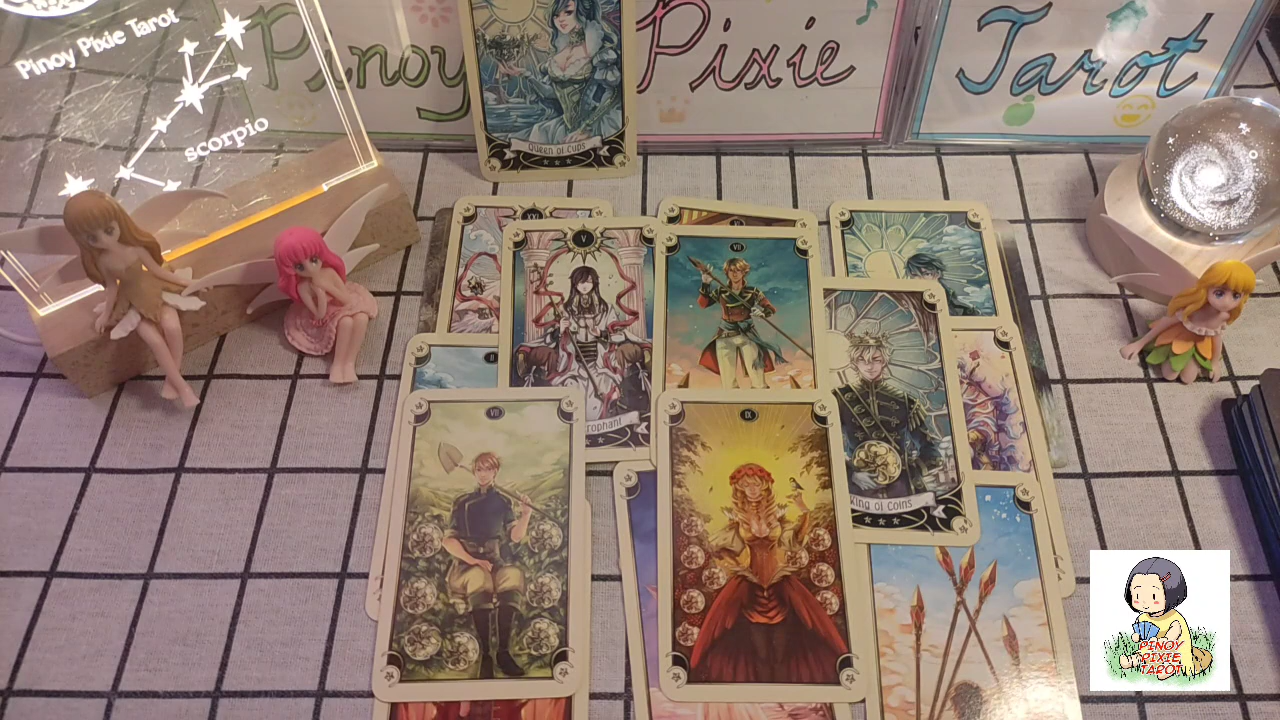 Pinoy Pixie Tarot
scorpio
Pinoy
Pixie
Tarot
Queen of Cups
XXI
V
VII
II
King of Coins
VII
IX
PINOY
PIXIE
TAROT